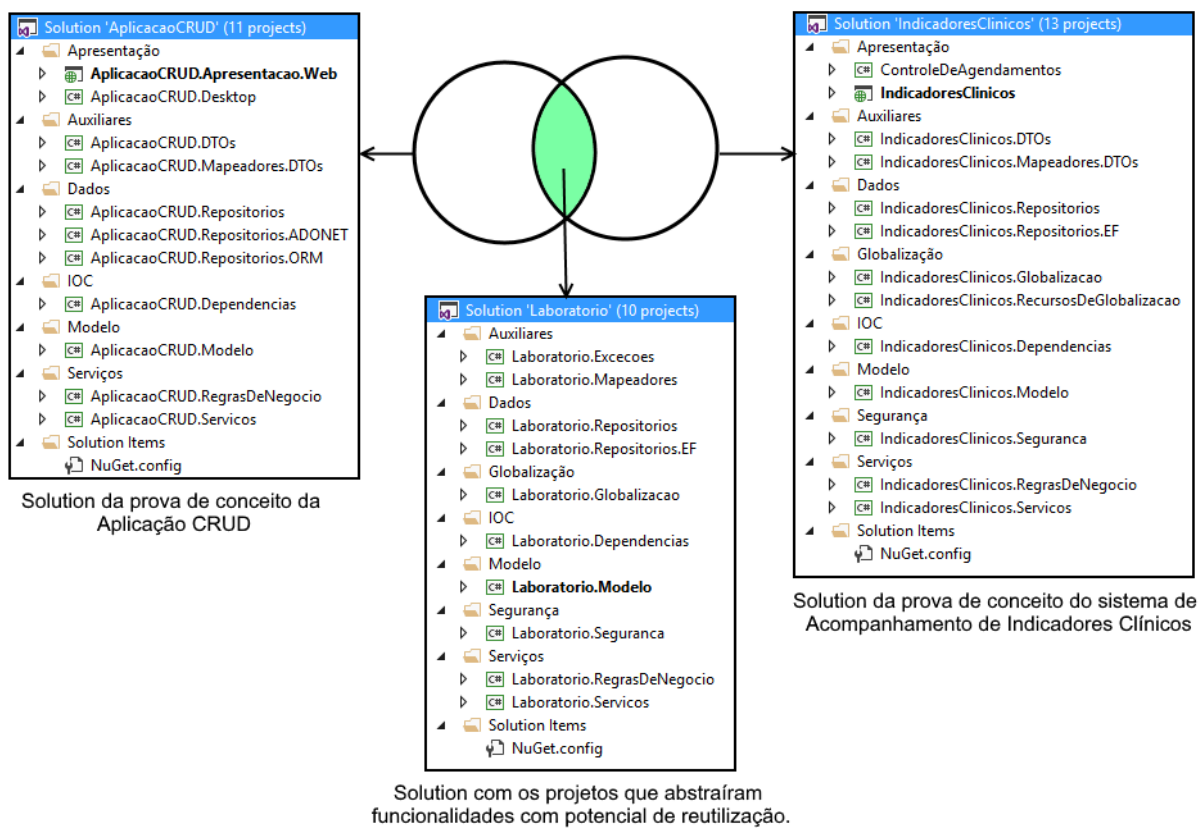 Solution 'AplicacaoCRUD' (11 projects)
Apresentação
AplicacaoCRUD.Apresentacao.Web
AplicacaoCRUD.Desktop
Auxiliares
AplicacaoCRUD.DTOs
AplicacaoCRUD.Mapeadores.DTOs
Dados
AplicacaoCRUD.Repositorios
AplicacaoCRUD.Repositorios.ADONET
AplicacaoCRUD.Repositorios.ORM
IOC
AplicacaoCRUD.Dependencias
Modelo
AplicacaoCRUD.Modelo
Serviços
AplicacaoCRUD.RegrasDeNegocio
AplicacaoCRUD.Servicos
Solution Items
NuGet.config
Solution da prova de conceito da
Aplicação CRUD
Solution 'Laboratorio' (10 projects)
Auxiliares
Laboratorio.Excecoes
Laboratorio.Mapeadores
Dados
Laboratorio.Repositorios
Laboratorio.Repositorios.EF
Globalização
Laboratorio.Globalizacao
IOC
Laboratorio.Dependencias
Modelo
Laboratorio.Modelo
Segurança
Laboratorio.Seguranca
Serviços
Laboratorio.RegrasDeNegocio
Laboratorio.Servicos
Solution Items
NuGet.config
Solution com os projetos que abstraíram
funcionalidades com potencial de reutilização.
Solution 'IndicadoresClinicos' (13 projects)
Apresentação
ControleDeAgendamentos
IndicadoresClinicos
Auxiliares
IndicadoresClinicos.DTOs
IndicadoresClinicos.Mapeadores.DTOs
Dados
IndicadoresClinicos.Repositorios
IndicadoresClinicos.Repositorios.EF
Globalização
IndicadoresClinicos.Globalizacao
IndicadoresClinicos.RecursosDeGlobalizacao
IOC
IndicadoresClinicos.Dependencias
Modelo
IndicadoresClinicos.Modelo
Segurança
IndicadoresClinicos.Seguranca
Serviços
IndicadoresClinicos.RegrasDeNegocio
IndicadoresClinicos.Servicos
Solution Items
NuGet.config
Solution da prova de conceito do sistema de
Acompanhamento de Indicadores Clínicos